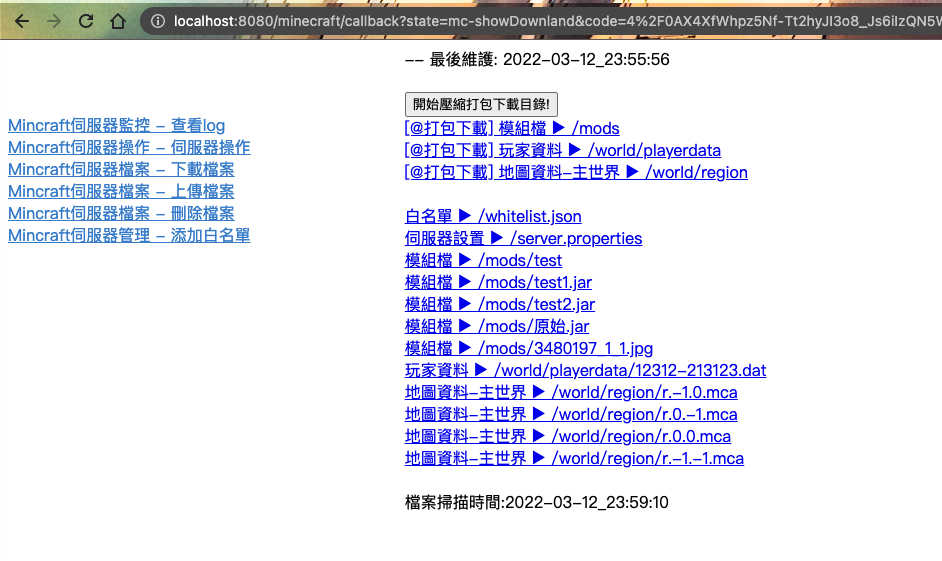 localhost:8080/minecraft/callback?state=mc-showDownland&code=4%2F0AX4XfWhpz5Nf-Tt2hyJI3o8_Js6iIzQN5W
-- 最後維護: 2022-03-12_23:55:56
開始壓縮打包下載目錄!
[@打包下載] 模組檔 ▶ /mods
[@打包下載] 玩家資料 ▶ /world/playerdata
[@打包下載] 地圖資料-主世界 ▶ /world/region
Mincraft伺服器監控 - 查看log
Mincraft伺服器操作 - 伺服器操作
Mincraft伺服器檔案 - 下載檔案
Mincraft伺服器檔案 - 上傳檔案
Mincraft伺服器檔案 - 刪除檔案
Mincraft伺服器管理 - 添加白名單
白名單 ▶ /whitelist.json
伺服器設置 ▶ /server.properties
模組檔 ▶ /mods/test
模組檔 ▶ /mods/test1.jar
模組檔 ▶ /mods/test2.jar
模組檔 ▶ /mods/原始.jar
模組檔 ▶ /mods/3480197_1_1.jpg
玩家資料 ▶ /world/playerdata/12312-213123.dat
地圖資料-主世界 ▶ /world/region/r.-1.0.mca
地圖資料-主世界 ▶ /world/region/r.0.-1.mca
地圖資料-主世界 ▶ /world/region/r.0.0.mca
地圖資料-主世界 ▶ /world/region/r.-1.-1.mca
檔案掃描時間:2022-03-12_23:59:10